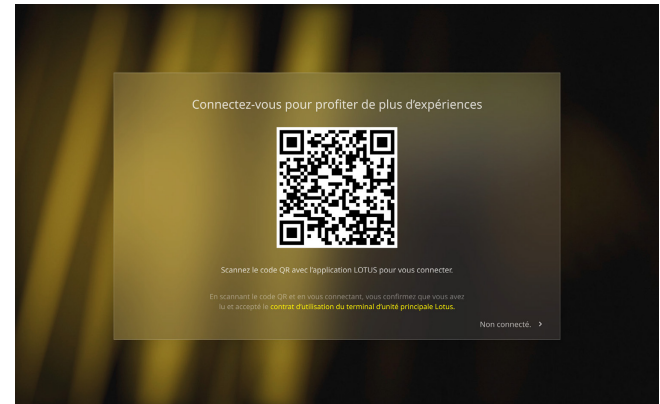 Connectez-vous pour profiter de plus d'expériences
Scannez le code QR avec l'application LOTUS pour vous connecter.
En scannant le code QR et en vous connectant, vous confirmez que vous avez
lu et accepté le contrat d'utilisation du terminal d'unité principale Lotus.
Non connecté. >